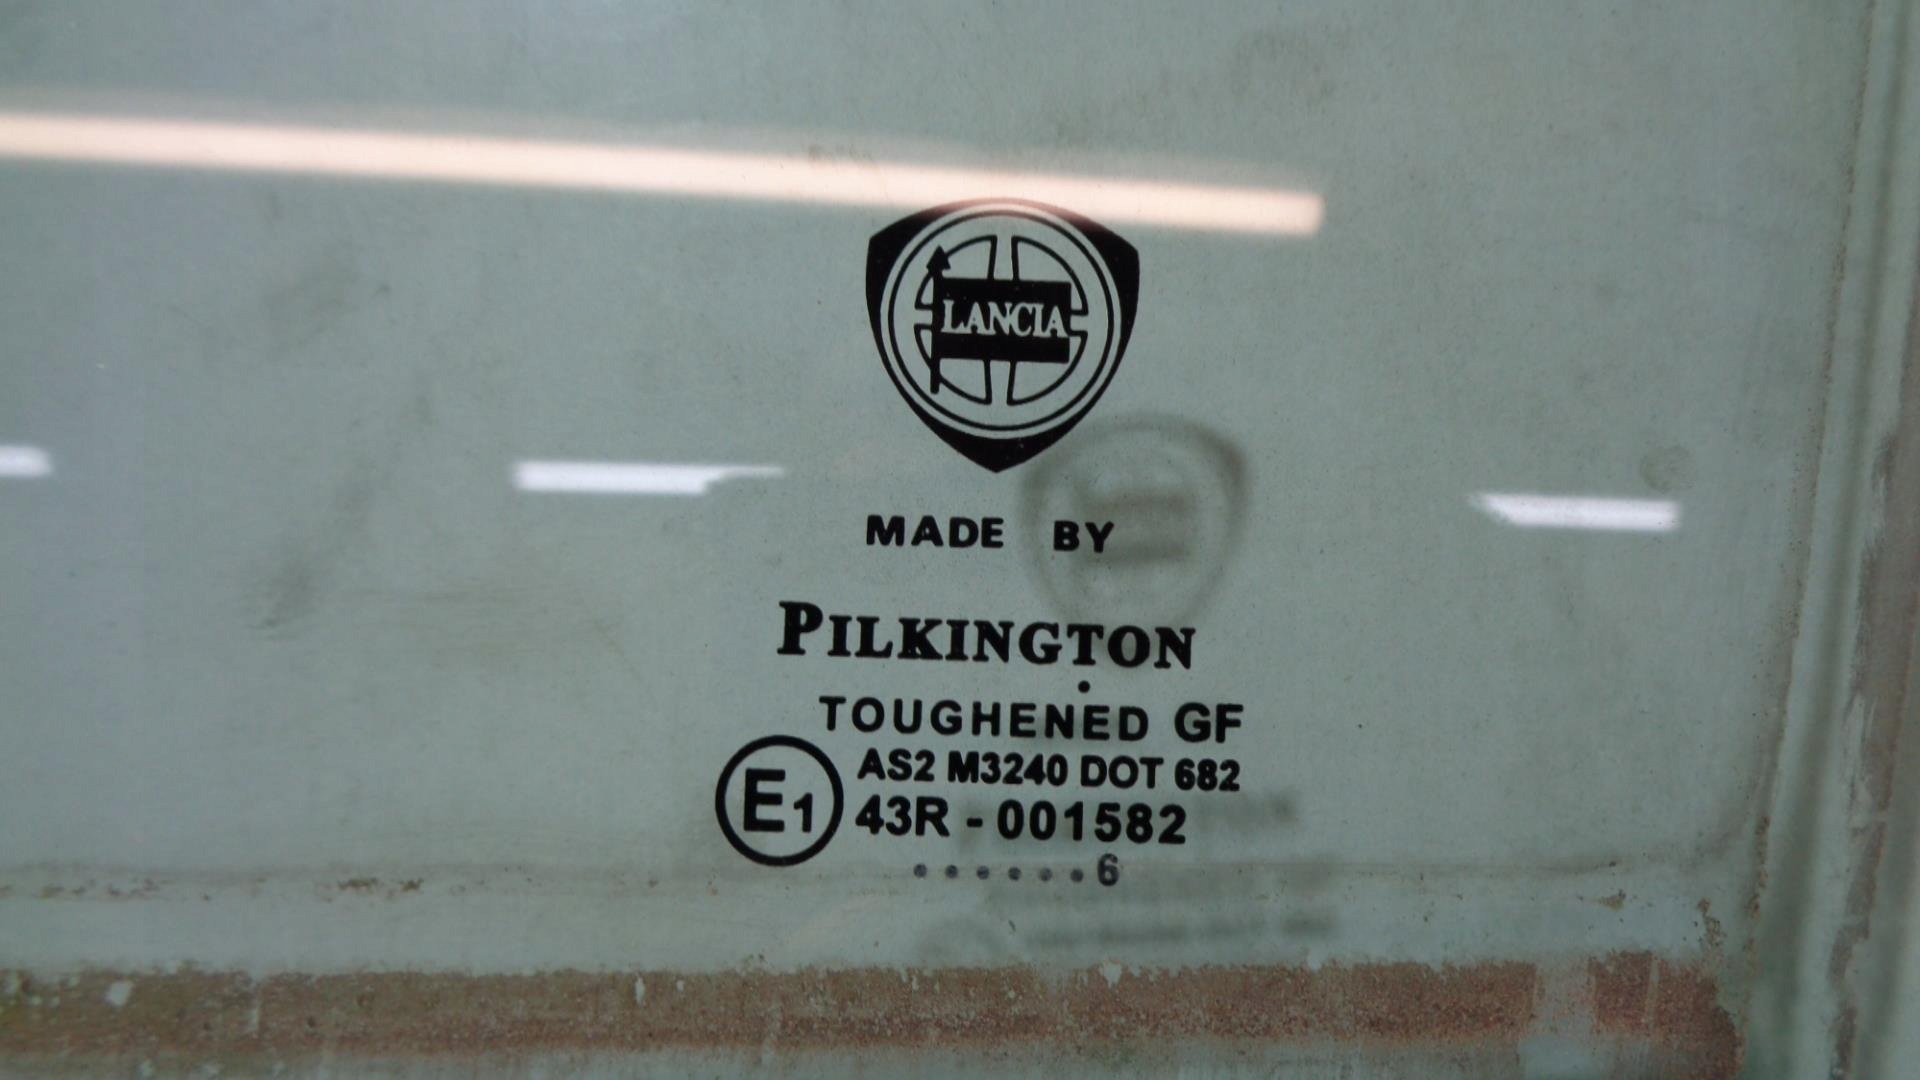 LANCIA
MADE BY
PILKINGTON
TOUGHENED GF
AS2 M3240 DOT 682
E1 43R - 001582
. . . . . . 6